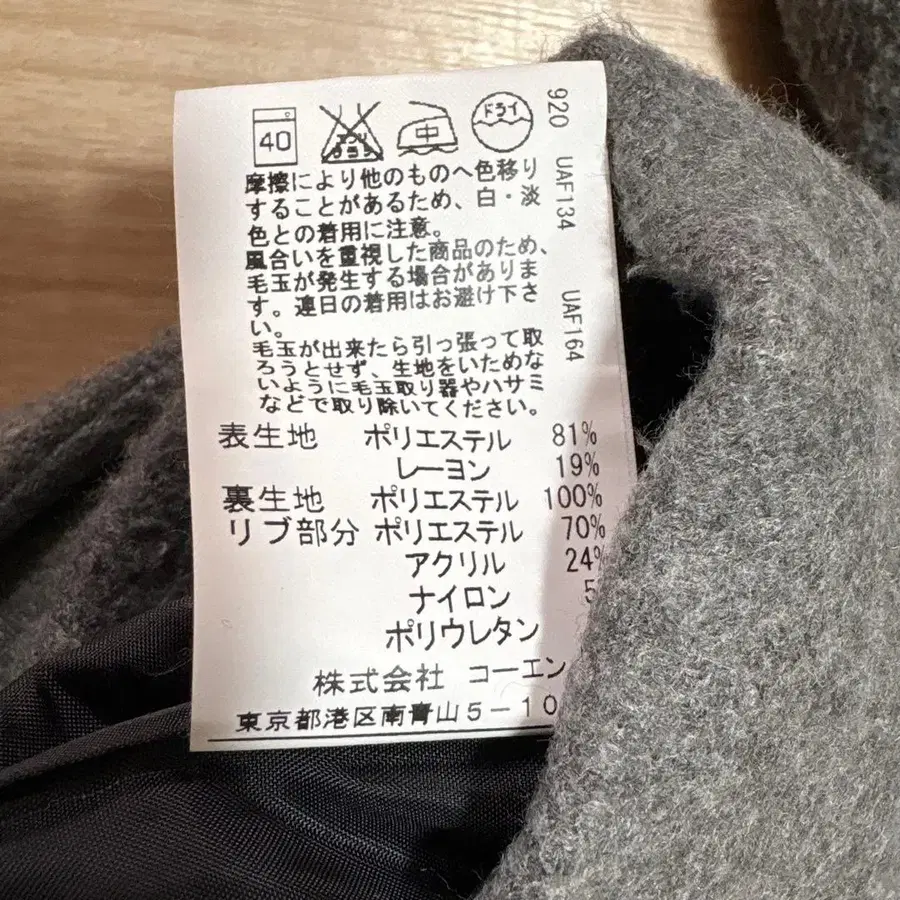 40 エンソ サラシ 中 ドライ
摩擦により他のものへ色移り
することがあるため、白・淡
色との着用に注意。
風合いを重視した商品のため、
毛玉が発生する場合がありま
す。連日の着用はお避け下さ
い。
毛玉が出来たら引っ張って取
ろうとせず、生地をいためな
いように毛玉取り器やハサミ
などで取り除いてください。
表生地 ポリエステル 81%
レーヨン 19%
裏生地 ポリエステル 100%
リブ部分 ポリエステル 70%
アクリル 24%
ナイロン 5
ポリウレタン
株式会社 コーエン
東京都港区南青山5-10
920 UAF134 UAF164